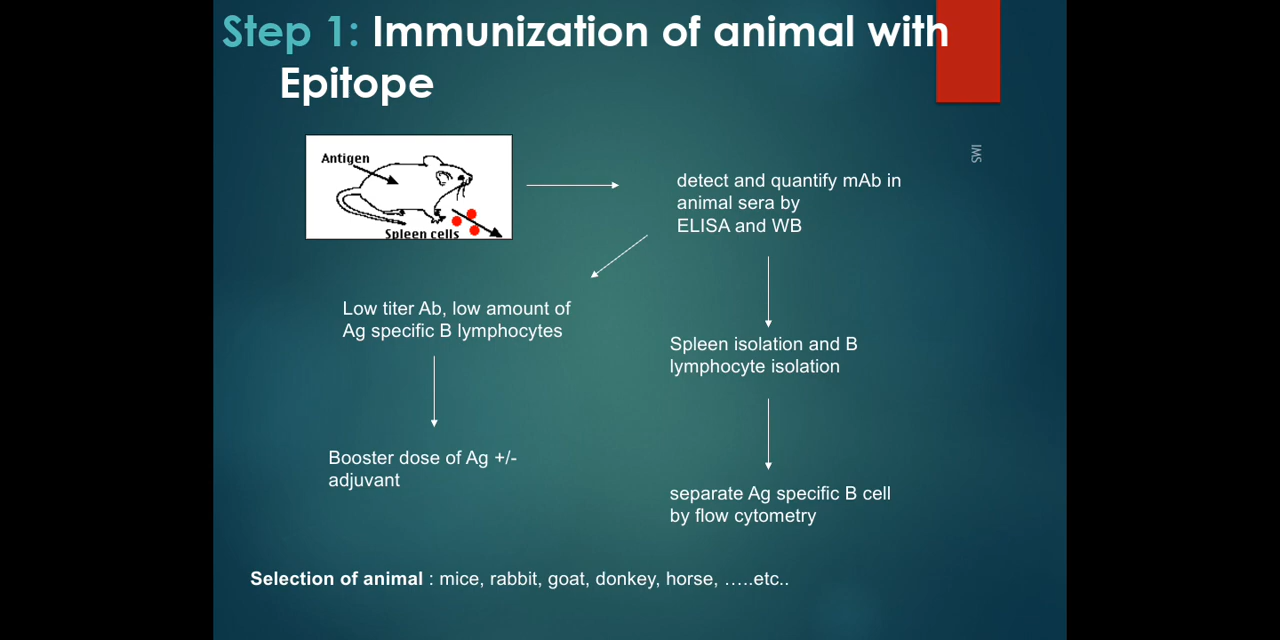 Step 1: Immunization of animal with
Epitope
Antigen
Spleen cells
IMS
detect and quantify mAb in
animal sera by
ELISA and WB
Low titer Ab, low amount of
Ag specific B lymphocytes
Spleen isolation and B
lymphocyte isolation
Booster dose of Ag +/-
adjuvant
separate Ag specific B cell
by flow cytometry
Selection of animal : mice, rabbit, goat, donkey, horse, …..etc..